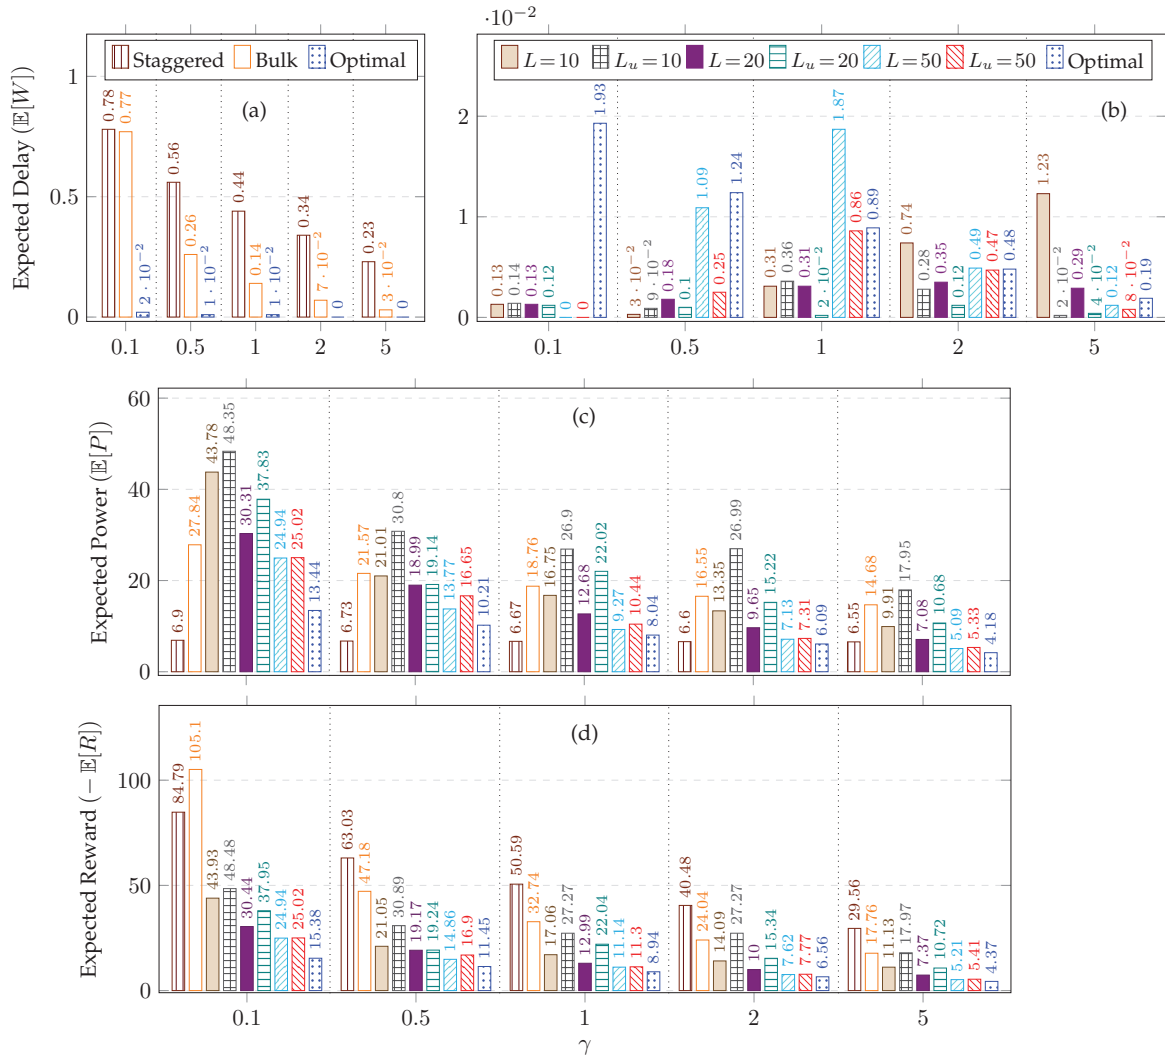 ·10⁻²
Staggered Bulk Optimal
(a)
Expected Delay (𝔼[W])
1
0.5
0
0.78 0.77 2·10⁻² 0.56 0.26 1·10⁻² 0.44 0.14 1·10⁻² 0.34 7·10⁻² 0 0.23 3·10⁻² 0
0.1 0.5 1 2 5
L=10 Lᵤ=10 L=20 Lᵤ=20 L=50 Lᵤ=50 Optimal
(b)
2
1
0
0.13 0.14 0.13 0.12 0 0 1.93 3·10⁻² 9·10⁻² 0.18 0.1 1.09 0.25 1.24 0.31 0.36 0.31 2·10⁻² 1.87 0.86 0.89 0.74 0.28 0.35 0.12 0.49 0.47 0.48 1.23 2·10⁻² 0.29 4·10⁻² 0.12 8·10⁻² 0.19
0.1 0.5 1 2 5
(c)
Expected Power (𝔼[P])
60
40
20
0
6.9 27.84 43.78 48.35 30.31 37.83 24.94 25.02 13.44 6.73 21.57 21.01 30.8 18.99 19.14 13.77 16.65 10.21 6.67 18.76 16.75 26.9 12.68 22.02 9.27 10.44 8.04 6.6 16.55 13.35 26.99 9.65 15.22 7.13 7.31 6.09 6.55 14.68 9.91 17.95 7.08 10.68 5.09 5.33 4.18
(d)
Expected Reward (−𝔼[R])
100
50
0
84.79 105.1 43.93 48.48 30.44 37.95 24.94 25.02 15.38 63.03 47.18 21.05 30.89 19.17 19.24 14.86 16.9 11.45 50.59 32.74 17.06 27.27 12.99 22.04 11.14 11.3 8.94 40.48 24.04 14.09 27.27 10 15.34 7.62 7.77 6.56 29.56 17.76 11.13 17.97 7.37 10.72 5.21 5.41 4.37
0.1 0.5 1 2 5
γ